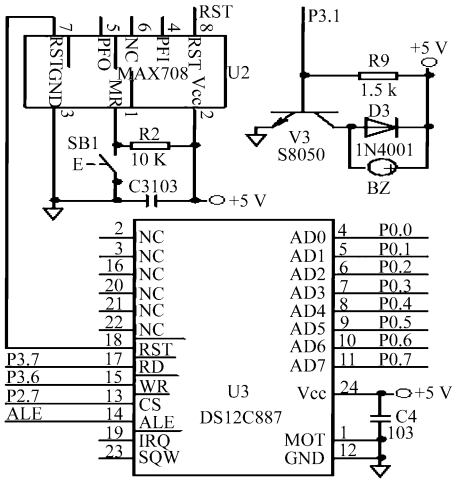 RST
P3.1
+5 V
7 5 6 4 8
RST PFO NC PFI RST
MAX708
U2
GND MR Vcc
3 1 2
R9
1.5 k
D3
1N4001
V3
S8050
BZ
SB1
E
R2
10 K
C3103
+5 V
2 NC
3 NC
16 NC
20 NC
21 NC
22 NC
18 RST
P3.7 17 RD
P3.6 15 WR
P2.7 13 CS
ALE 14 ALE
19 IRQ
23 SQW
U3
DS12C887
AD0 4 P0.0
AD1 5 P0.1
AD2 6 P0.2
AD3 7 P0.3
AD4 8 P0.4
AD5 9 P0.5
AD6 10 P0.6
AD7 11 P0.7
Vcc 24 +5 V
C4
103
MOT 1
GND 12